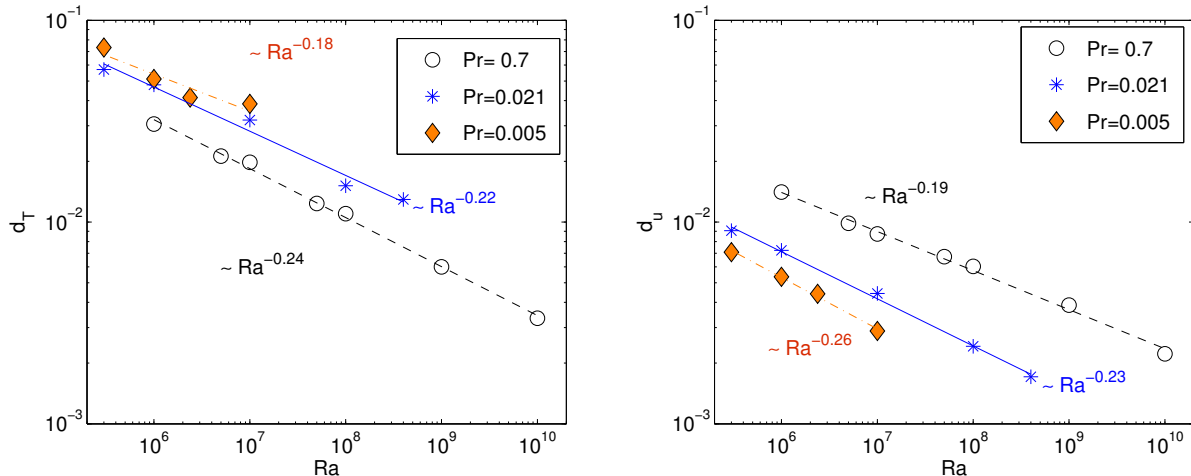 10^−1
10^−2
10^−3
d_T
10^6 10^7 10^8 10^9 10^10
Ra
~ Ra^−0.18
~ Ra^−0.22
~ Ra^−0.24
Pr= 0.7
Pr=0.021
Pr=0.005
10^−1
10^−2
10^−3
d_u
10^6 10^7 10^8 10^9 10^10
Ra
~ Ra^−0.19
~ Ra^−0.26
~ Ra^−0.23
Pr= 0.7
Pr=0.021
Pr=0.005